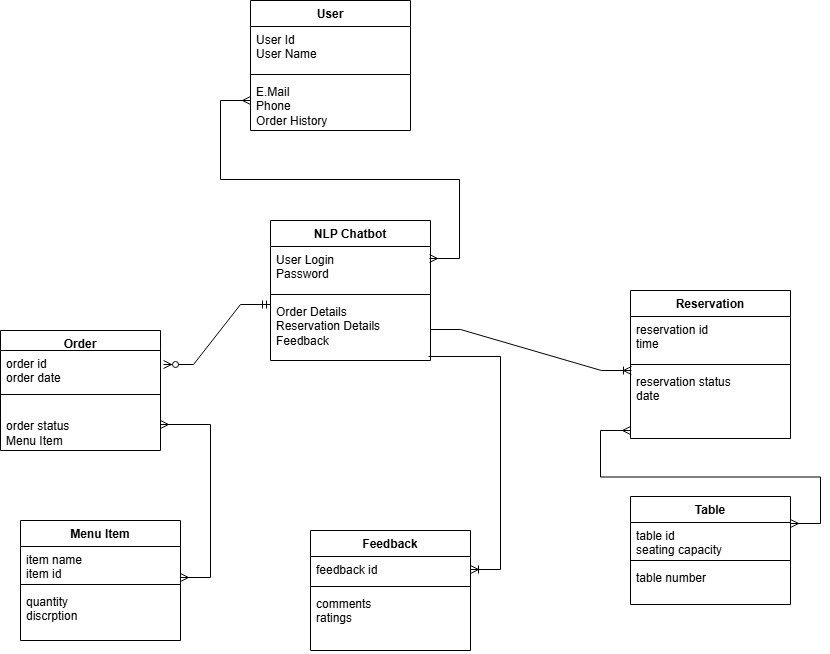 User
User Id
User Name
E.Mail
Phone
Order History
NLP Chatbot
User Login
Password
Order Details
Reservation Details
Feedback
Reservation
reservation id
time
reservation status
date
Order
order id
order date
order status
Menu Item
Table
table id
seating capacity
table number
Menu Item
item name
item id
quantity
discrption
Feedback
feedback id
comments
ratings